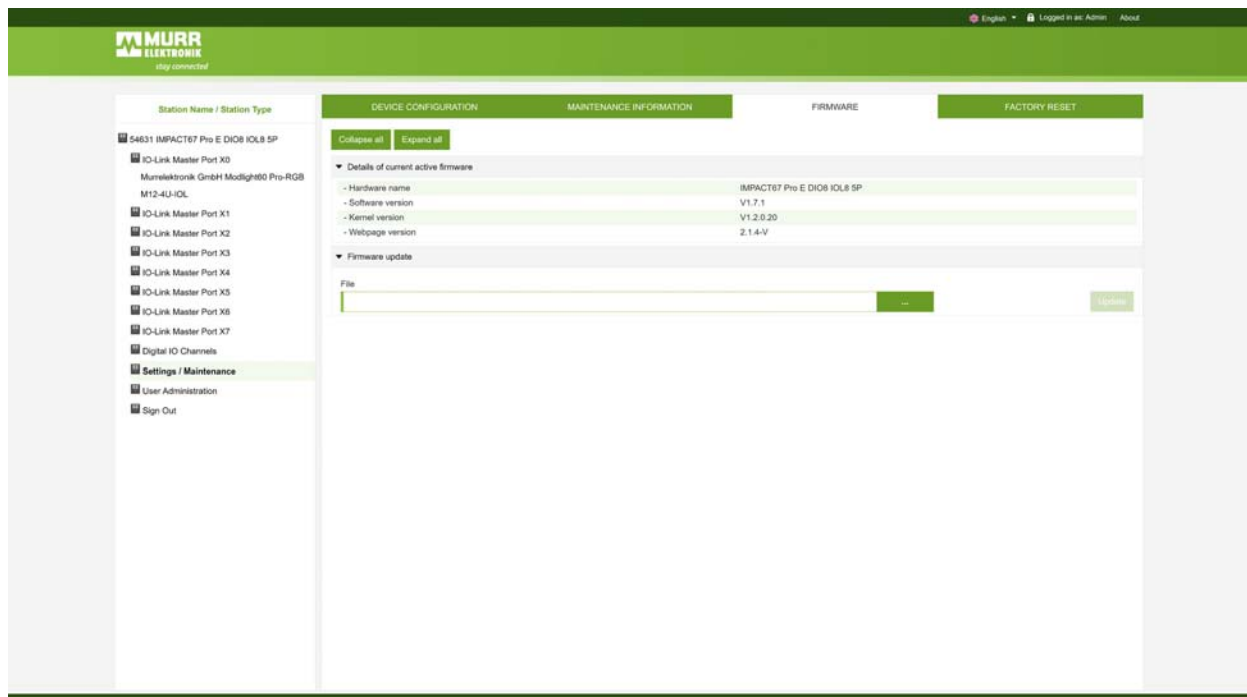 English
Logged in as: Admin
About
MURR
ELEKTRONIK
stay connected
Station Name / Station Type
54631 IMPACT67 Pro E DIO8 IOL8 5P
IO-Link Master Port X0
Murrelektronik GmbH Modlight60 Pro-RGB
M12-4U-IOL
IO-Link Master Port X1
IO-Link Master Port X2
IO-Link Master Port X3
IO-Link Master Port X4
IO-Link Master Port X5
IO-Link Master Port X6
IO-Link Master Port X7
Digital IO Channels
Settings / Maintenance
User Administration
Sign Out
DEVICE CONFIGURATION
MAINTENANCE INFORMATION
FIRMWARE
FACTORY RESET
Collapse all
Expand all
Details of current active firmware
- Hardware name IMPACT67 Pro E DIO8 IOL8 5P
- Software version V1.7.1
- Kernel version V1.2.0.20
- Webpage version 2.1.4-V
Firmware update
File
...
Update